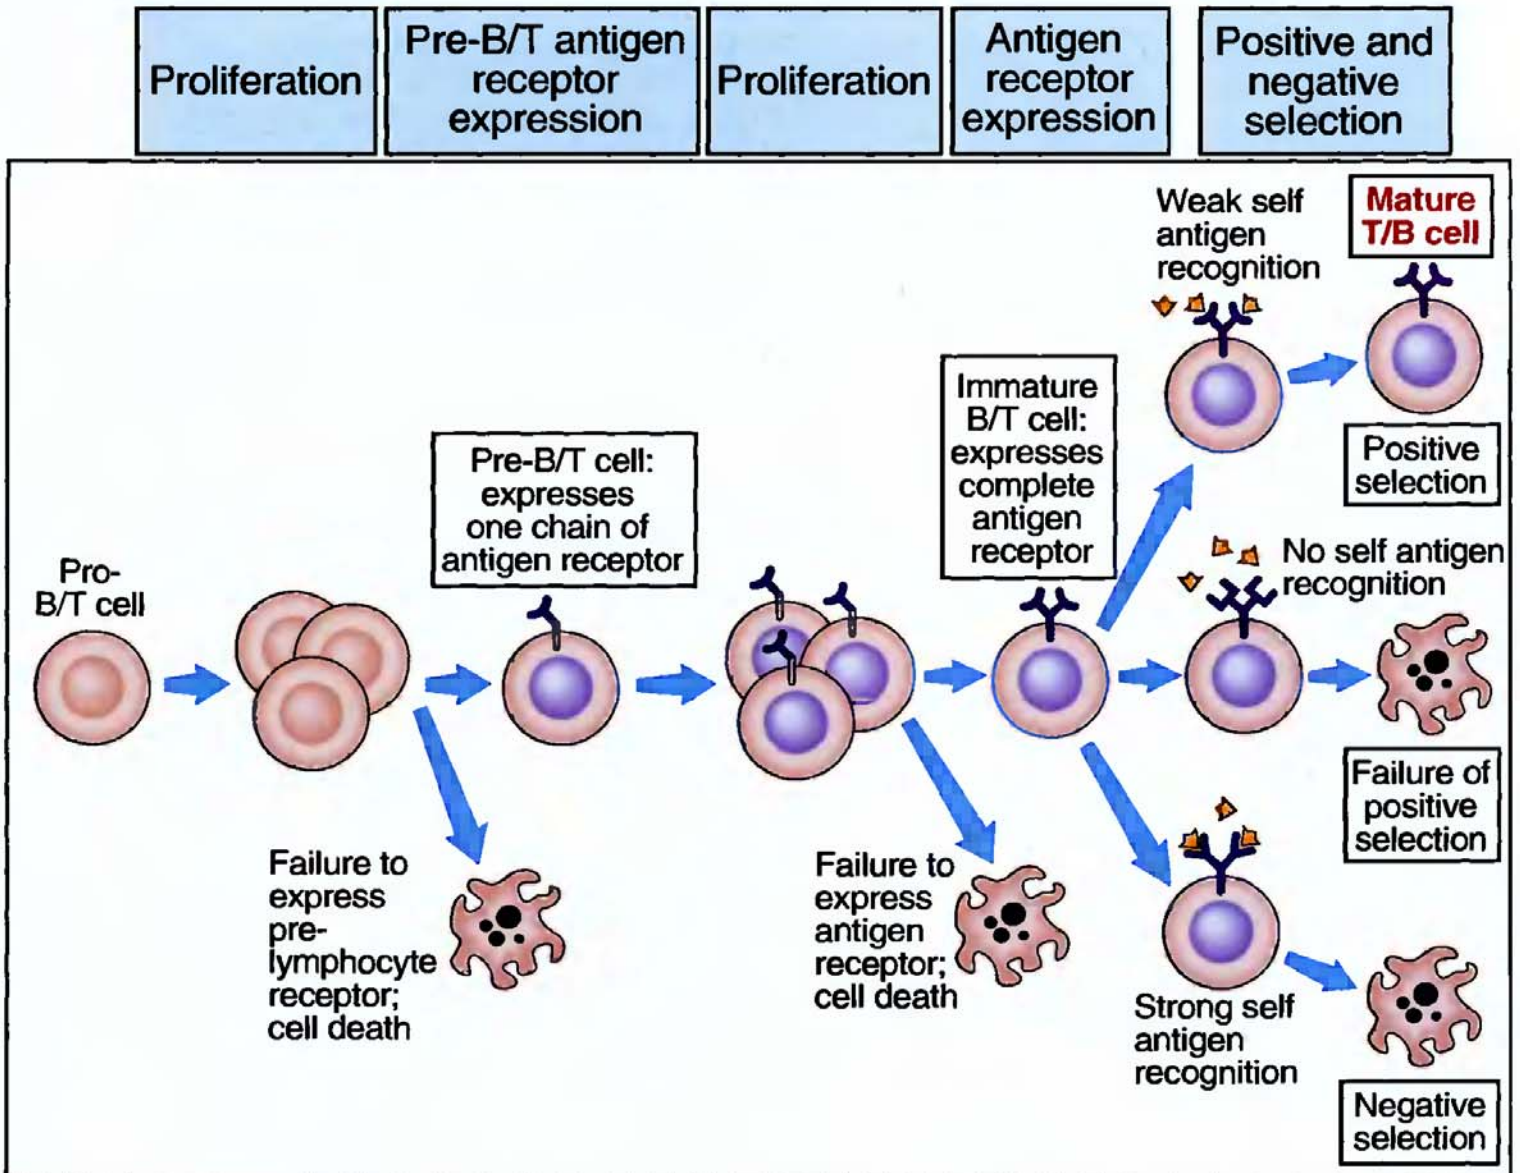 Proliferation
Pre-B/T antigen
receptor
expression
Proliferation
Antigen
receptor
expression
Positive and
negative
selection
Weak self
antigen
recognition
Mature
T/B cell
Positive
selection
Immature
B/T cell:
expresses
complete
antigen
receptor
Pre-B/T cell:
expresses
one chain of
antigen receptor
Pro-
B/T cell
No self antigen
recognition
Failure of
positive
selection
Failure to
express
pre-
lymphocyte
receptor;
cell death
Failure to
express
antigen
receptor;
cell death
Strong self
antigen
recognition
Negative
selection